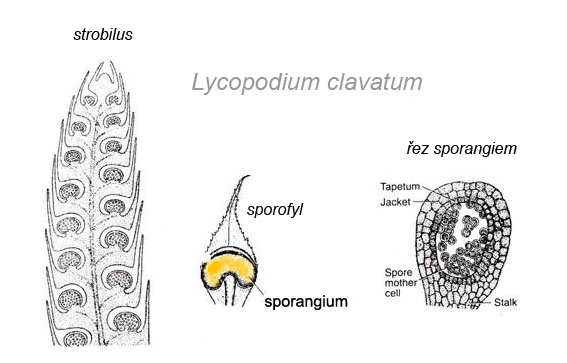 strobilus
Lycopodium clavatum
řez sporangiem
sporofyl
sporangium
Tapetum
Jacket
Spore
mother
cell
Stalk